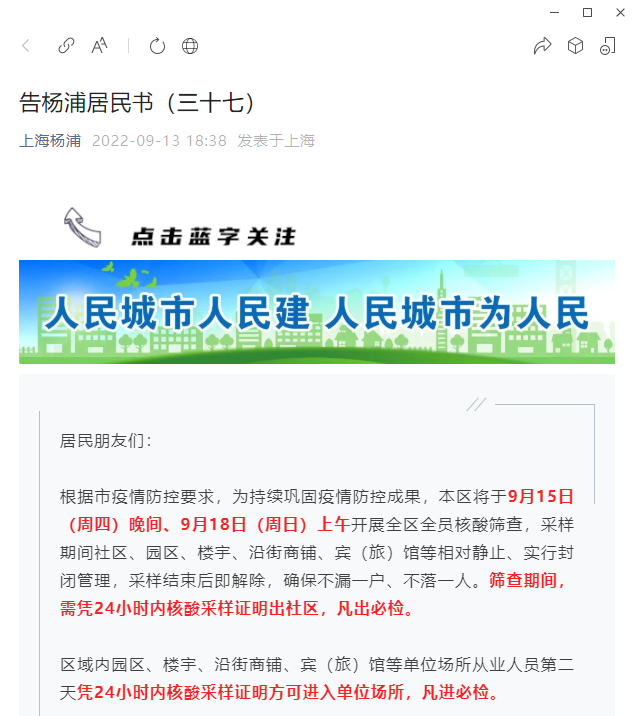 告杨浦居民书（三十七）
上海杨浦 2022-09-13 18:38 发表于上海
点击蓝字关注
人民城市人民建 人民城市为人民
居民朋友们：
根据市疫情防控要求，为持续巩固疫情防控成果，本区将于9月15日
（周四）晚间、9月18日（周日）上午开展全区全员核酸筛查，采样
期间社区、园区、楼宇、沿街商铺、宾（旅）馆等相对静止、实行封
闭管理，采样结束后即解除，确保不漏一户、不落一人。筛查期间，
需凭24小时内核酸采样证明出社区，凡出必检。
区域内园区、楼宇、沿街商铺、宾（旅）馆等单位场所从业人员第二
天凭24小时内核酸采样证明方可进入单位场所，凡进必检。